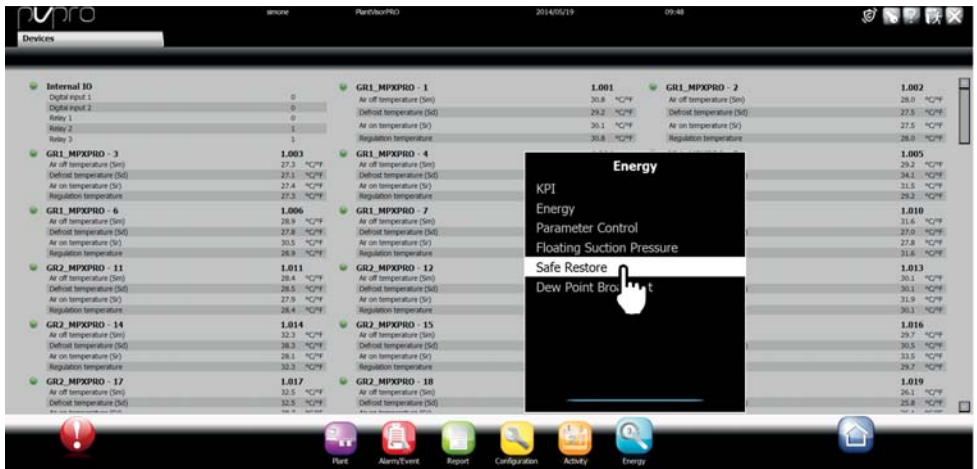 pvpro simone PlantVisorPRO 2014/05/19 09:48
Devices
Internal IO
Digital input 1 0
Digital input 2 0
Relay 1 0
Relay 2 1
Relay 3 1
GR1_MPXPRO - 1 1.001
Air off temperature (Sm) 30.8 °C/°F
Defrost temperature (Sd) 29.2 °C/°F
Air on temperature (Sr) 30.1 °C/°F
Regulation temperature 30.8 °C/°F
GR1_MPXPRO - 2 1.002
Air off temperature (Sm) 28.0 °C/°F
Defrost temperature (Sd) 27.5 °C/°F
Air on temperature (Sr) 27.5 °C/°F
Regulation temperature 28.0 °C/°F
GR1_MPXPRO - 3 1.003
Air off temperature (Sm) 27.3 °C/°F
Defrost temperature (Sd) 27.1 °C/°F
Air on temperature (Sr) 27.4 °C/°F
Regulation temperature 27.3 °C/°F
GR1_MPXPRO - 4
Air off temperature (Sm)
Defrost temperature (Sd)
Air on temperature (Sr)
Regulation temperature
1.005
29.2 °C/°F
34.1 °C/°F
31.5 °C/°F
29.2 °C/°F
GR1_MPXPRO - 6 1.006
Air off temperature (Sm) 28.9 °C/°F
Defrost temperature (Sd) 27.8 °C/°F
Air on temperature (Sr) 30.5 °C/°F
Regulation temperature 28.9 °C/°F
GR1_MPXPRO - 7
Air off temperature (Sm)
Defrost temperature (Sd)
Air on temperature (Sr)
Regulation temperature
1.010
31.6 °C/°F
27.0 °C/°F
27.8 °C/°F
31.6 °C/°F
GR2_MPXPRO - 11 1.011
Air off temperature (Sm) 28.4 °C/°F
Defrost temperature (Sd) 28.5 °C/°F
Air on temperature (Sr) 27.9 °C/°F
Regulation temperature 28.4 °C/°F
GR2_MPXPRO - 12
Air off temperature (Sm)
Defrost temperature (Sd)
Air on temperature (Sr)
Regulation temperature
1.013
30.1 °C/°F
30.1 °C/°F
31.9 °C/°F
30.1 °C/°F
GR2_MPXPRO - 14 1.014
Air off temperature (Sm) 32.3 °C/°F
Defrost temperature (Sd) 38.3 °C/°F
Air on temperature (Sr) 28.1 °C/°F
Regulation temperature 32.3 °C/°F
GR2_MPXPRO - 15
Air off temperature (Sm)
Defrost temperature (Sd)
Air on temperature (Sr)
Regulation temperature
1.016
29.7 °C/°F
30.5 °C/°F
33.5 °C/°F
29.7 °C/°F
GR2_MPXPRO - 17 1.017
Air off temperature (Sm) 32.5 °C/°F
Defrost temperature (Sd) 32.5 °C/°F
GR2_MPXPRO - 18
Air off temperature (Sm)
Defrost temperature (Sd)
1.019
26.1 °C/°F
25.8 °C/°F
Energy
KPI
Energy
Parameter Control
Floating Suction Pressure
Safe Restore
Dew Point
Plant Alarm/Event Report Configuration Activity Energy